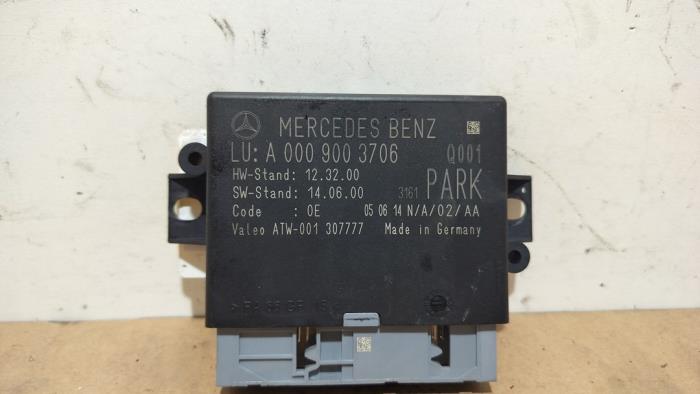 MERCEDES BENZ
LU: A 000 900 3706 Q001
HW-Stand: 12.32.00
SW-Stand: 14.06.00 3161 PARK
Code : 0E 05 06 14 N/A/02/AA
Valeo ATW-001 307777 Made in Germany